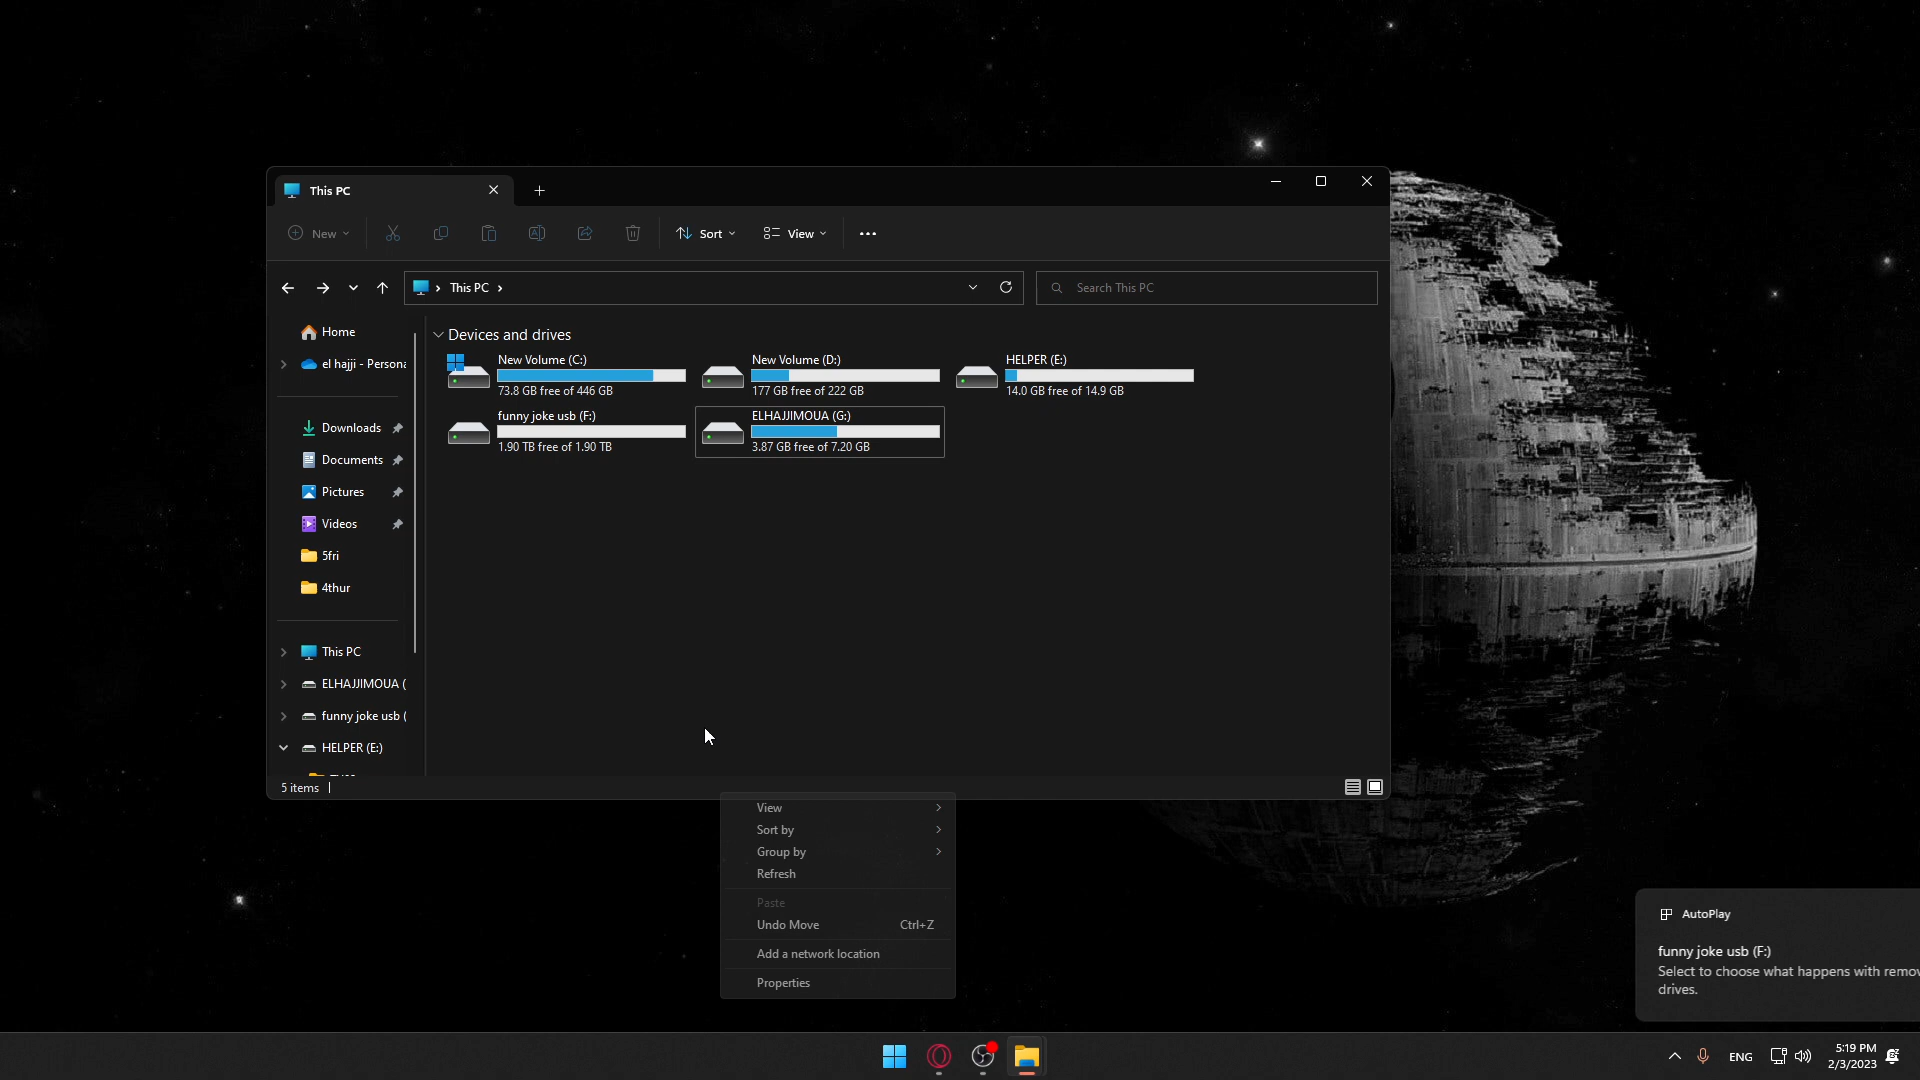 This PC
New
Sort
View
This PC
Search This PC
Home
el hajji - Persona
Downloads
Documents
Pictures
Videos
5fri
4thur
This PC
ELHAJJIMOUA (
funny joke usb (
HELPER (E:)
Devices and drives
New Volume (C:)
73.8 GB free of 446 GB
New Volume (D:)
177 GB free of 222 GB
HELPER (E:)
14.0 GB free of 14.9 GB
funny joke usb (F:)
1.90 TB free of 1.90 TB
ELHAJJIMOUA (G:)
3.87 GB free of 7.20 GB
5 items
View
Sort by
Group by
Refresh
Paste
Undo Move Ctrl+Z
Add a network location
Properties
AutoPlay
funny joke usb (F:)
Select to choose what happens with remov
drives.
ENG
5:19 PM
2/3/2023